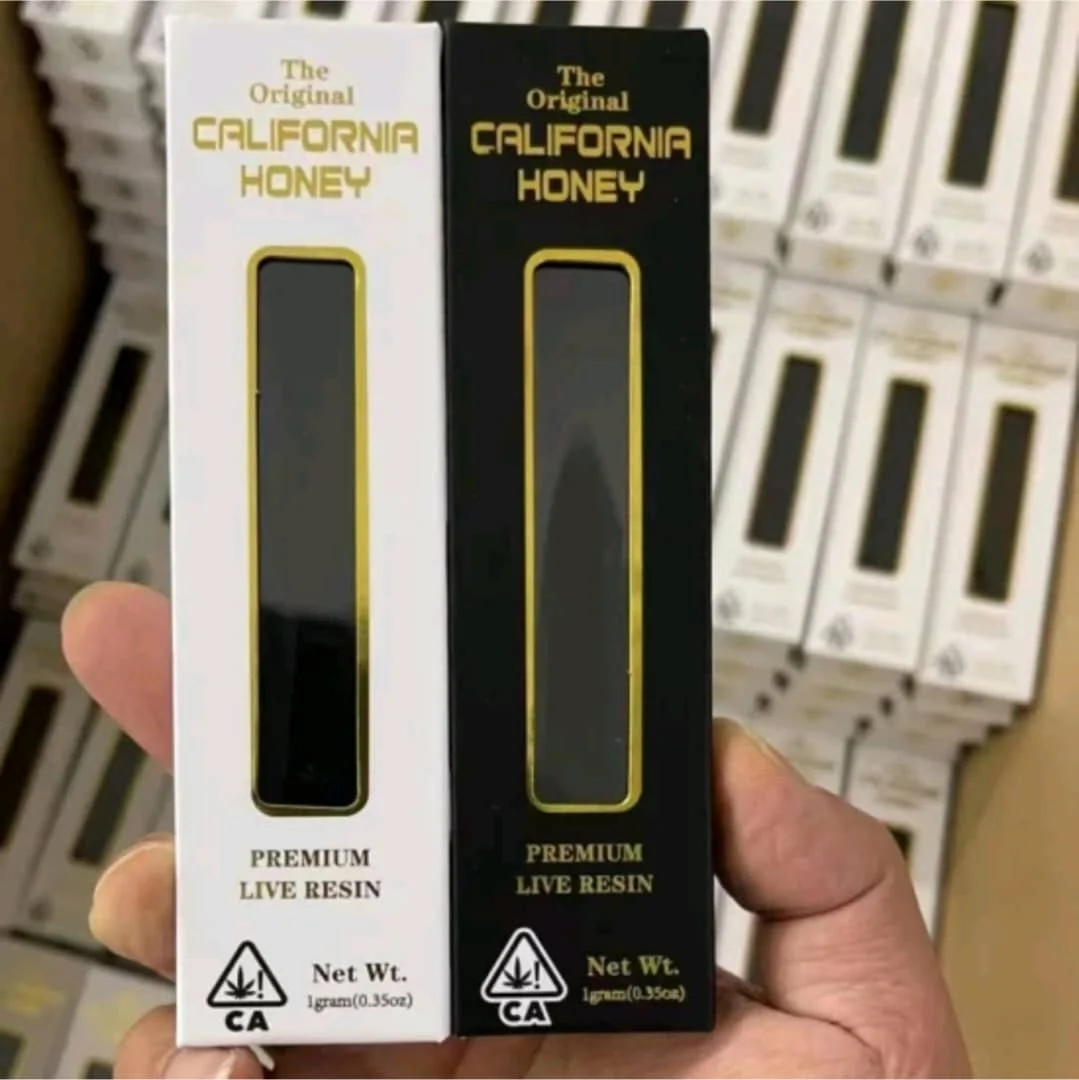 The
Original
CALIFORNIA
HONEY
PREMIUM
LIVE RESIN
CA
Net Wt.
1gram(0.35oz)
The
Original
CALIFORNIA
HONEY
PREMIUM
LIVE RESIN
CA
Net Wt.
1gram(0.35oz)